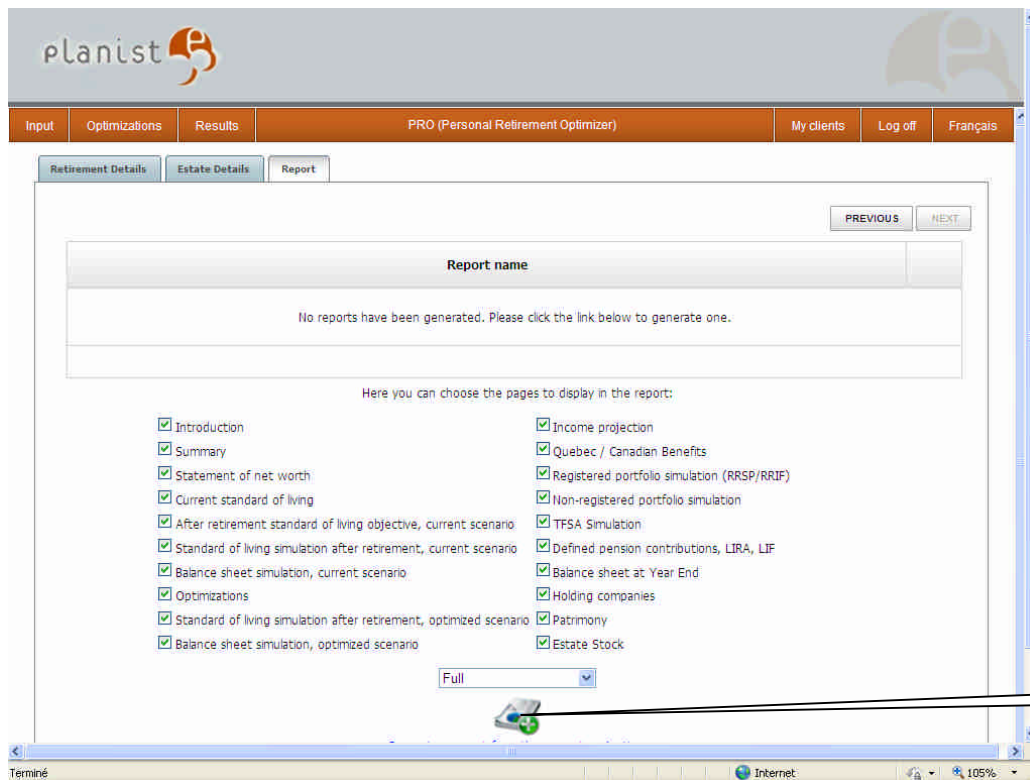 planist
Input Optimizations Results PRO (Personal Retirement Optimizer) My clients Log off Français
Retirement Details Estate Details Report
PREVIOUS NEXT
Report name
No reports have been generated. Please click the link below to generate one.
Here you can choose the pages to display in the report:
Introduction Income projection
Summary Quebec / Canadian Benefits
Statement of net worth Registered portfolio simulation (RRSP/RRIF)
Current standard of living Non-registered portfolio simulation
After retirement standard of living objective, current scenario TFSA Simulation
Standard of living simulation after retirement, current scenario Defined pension contributions, LIRA, LIF
Balance sheet simulation, current scenario Balance sheet at Year End
Optimizations Holding companies
Standard of living simulation after retirement, optimized scenario Patrimony
Balance sheet simulation, optimized scenario Estate Stock
Full
Terminé Internet 105%